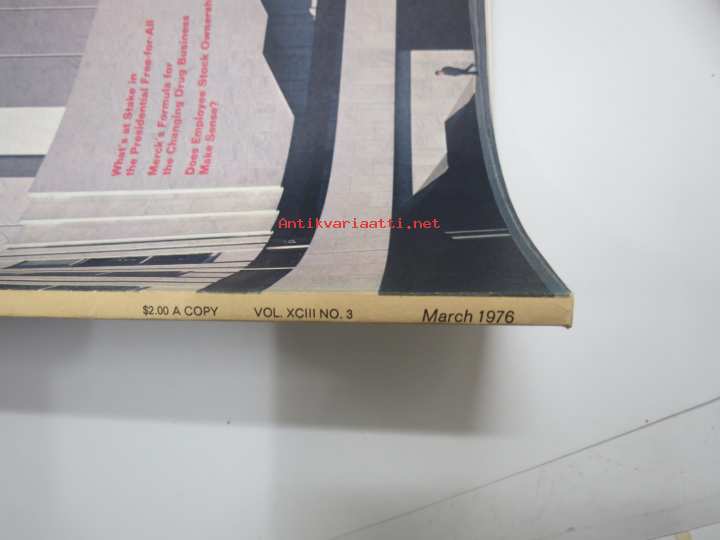 What's at Stake in
the Presidential Free-for-All
Merck's Formula for
the Changing Drug Business
Does Employee Stock Ownersh
Make Sense?
Antikvariaatti.net
$2.00 A COPY VOL. XCIII NO. 3 March 1976